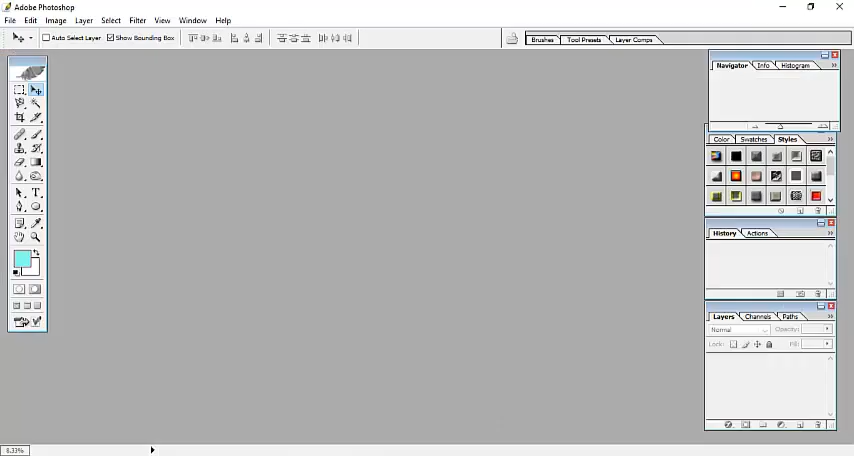 Adobe Photoshop
File Edit Image Layer Select Filter View Window Help
Auto Select Layer Show Bounding Box Brushes Tool Presets Layer Comps
Navigator Info Histogram
Color Swatches Styles
History Actions
Layers Channels Paths
Normal Opacity:
Lock: Fill:
8.33%